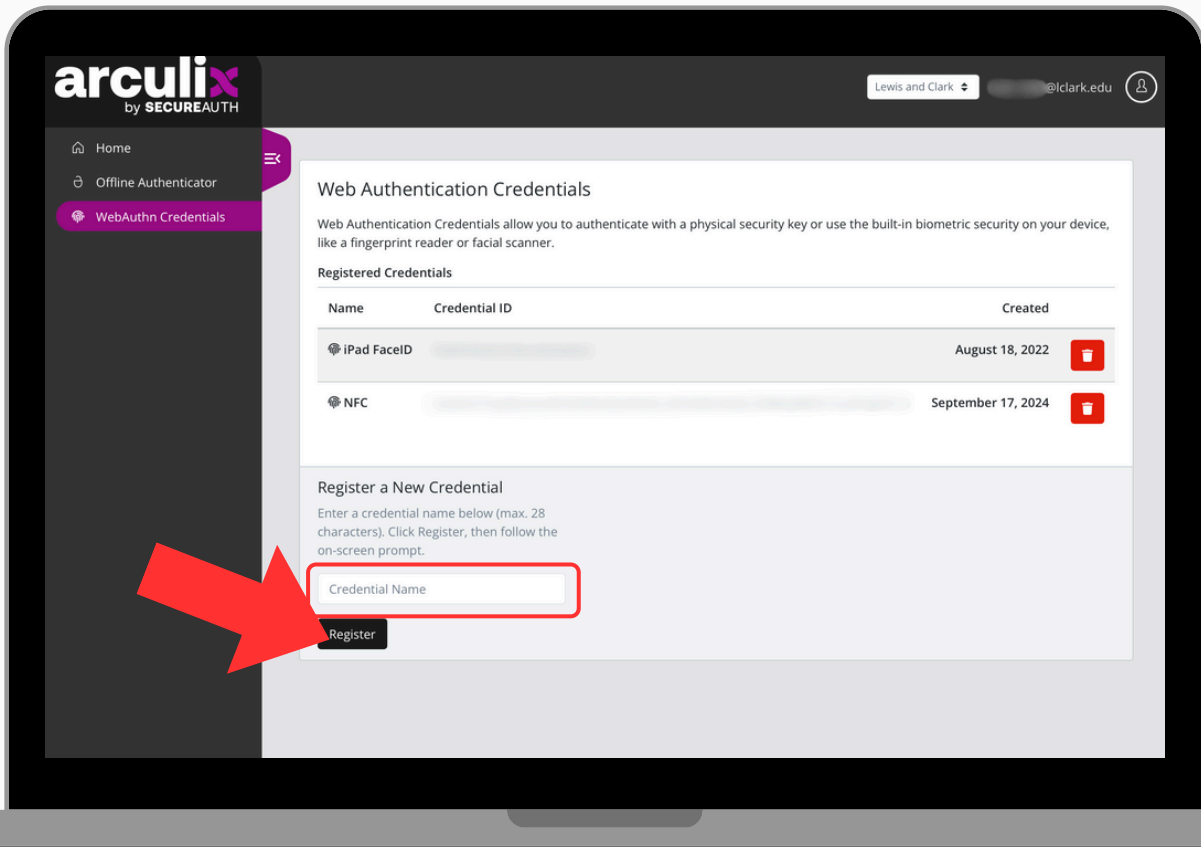 arculix
by SECUREAUTH
Lewis and Clark
@lclark.edu
Home
Offline Authenticator
WebAuthn Credentials
Web Authentication Credentials
Web Authentication Credentials allow you to authenticate with a physical security key or use the built-in biometric security on your device,
like a fingerprint reader or facial scanner.
Registered Credentials
Name Credential ID Created
iPad FaceID August 18, 2022
NFC September 17, 2024
Register a New Credential
Enter a credential name below (max. 28
characters). Click Register, then follow the
on-screen prompt.
Credential Name
Register